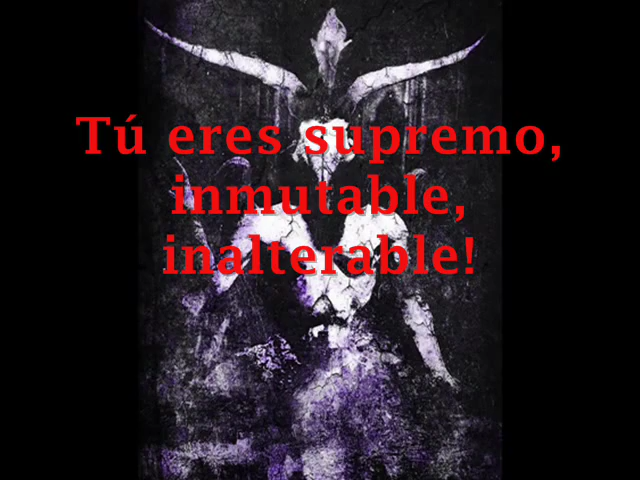 Tú eres supremo,
inmutable,
inalterable!